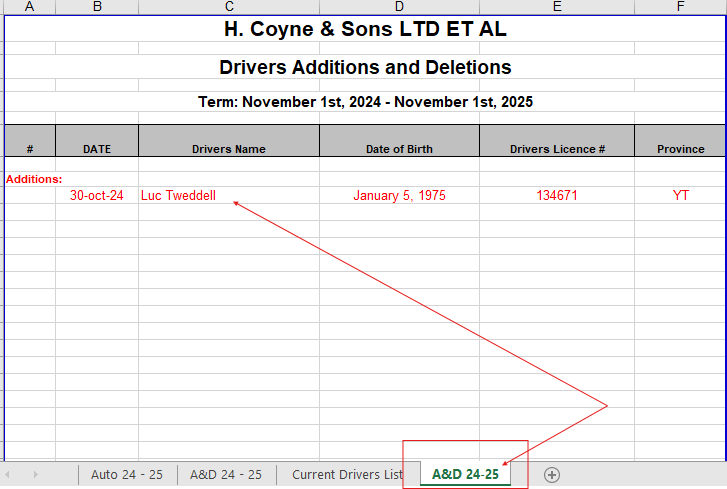 A B C D E F
H. Coyne & Sons LTD ET AL
Drivers Additions and Deletions
Term: November 1st, 2024 - November 1st, 2025
# DATE Drivers Name Date of Birth Drivers Licence # Province
Additions:
30-oct-24 Luc Tweddell January 5, 1975 134671 YT
Auto 24 - 25 A&D 24 - 25 Current Drivers List A&D 24-25